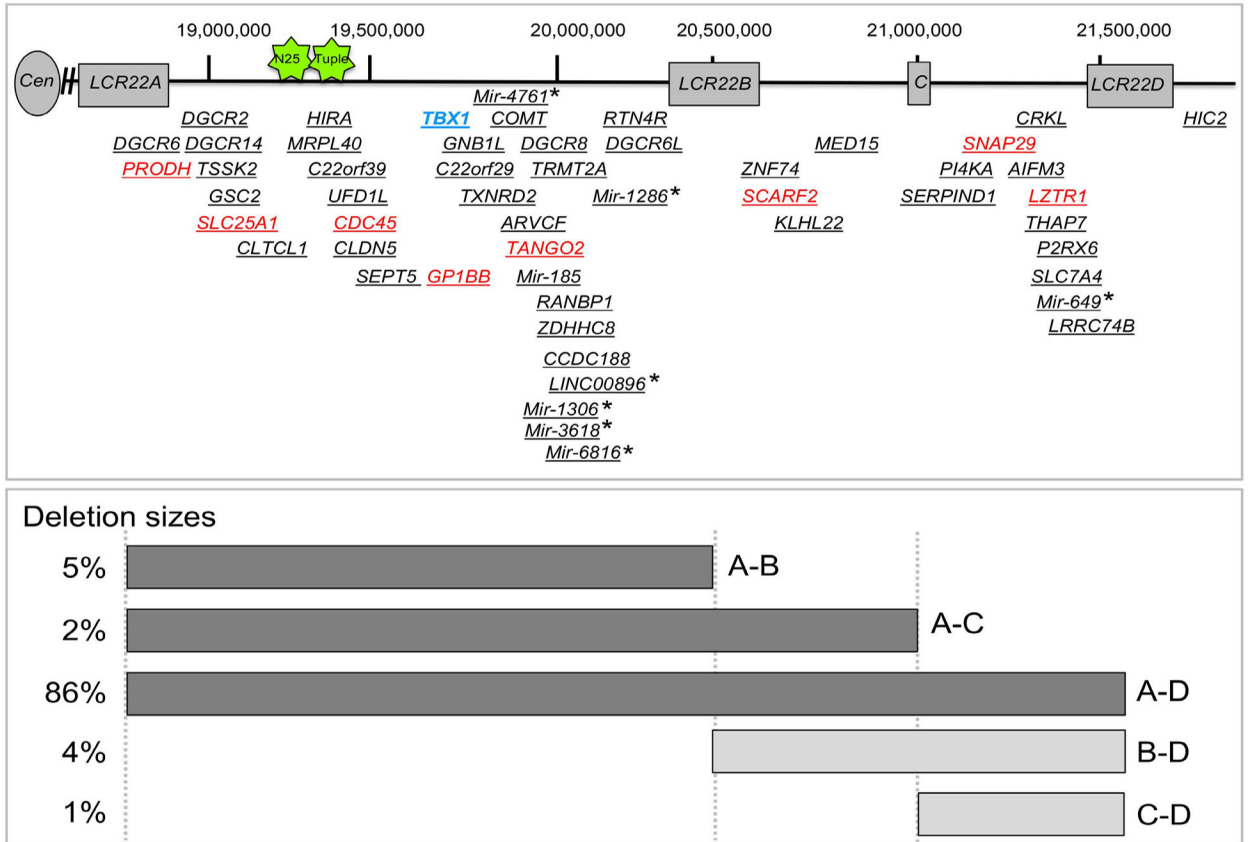 19,000,000 19,500,000 20,000,000 20,500,000 21,000,000 21,500,000
Cen LCR22A N25 Tuple LCR22B C LCR22D
Mir-4761*
DGCR2 HIRA TBX1 COMT RTN4R CRKL HIC2
DGCR6 DGCR14 MRPL40 GNB1L DGCR8 DGCR6L MED15 SNAP29
PRODH TSSK2 C22orf39 C22orf29 TRMT2A ZNF74 PI4KA AIFM3
GSC2 UFD1L TXNRD2 Mir-1286* SCARF2 SERPIND1 LZTR1
SLC25A1 CDC45 ARVCF KLHL22 THAP7
CLTCL1 CLDN5 TANGO2 P2RX6
SEPT5 GP1BB Mir-185 SLC7A4
RANBP1 Mir-649*
ZDHHC8 LRRC74B
CCDC188
LINC00896*
Mir-1306*
Mir-3618*
Mir-6816*
Deletion sizes
5% A-B
2% A-C
86% A-D
4% B-D
1% C-D